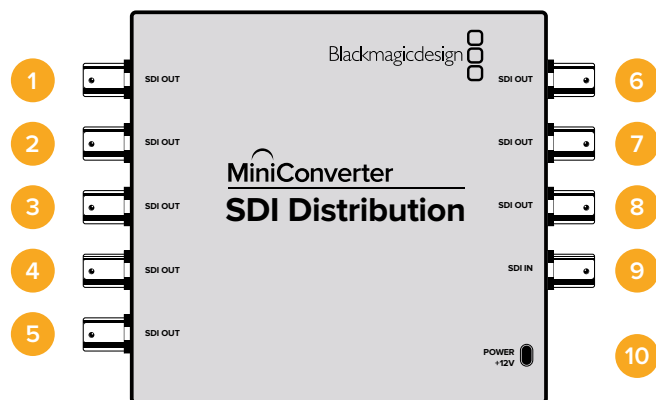 Blackmagicdesign
1 SDI OUT
SDI OUT 6
2 SDI OUT
SDI OUT 7
MiniConverter
3 SDI OUT
SDI Distribution
SDI OUT 8
4 SDI OUT
SDI IN 9
5 SDI OUT
POWER
+12V
10